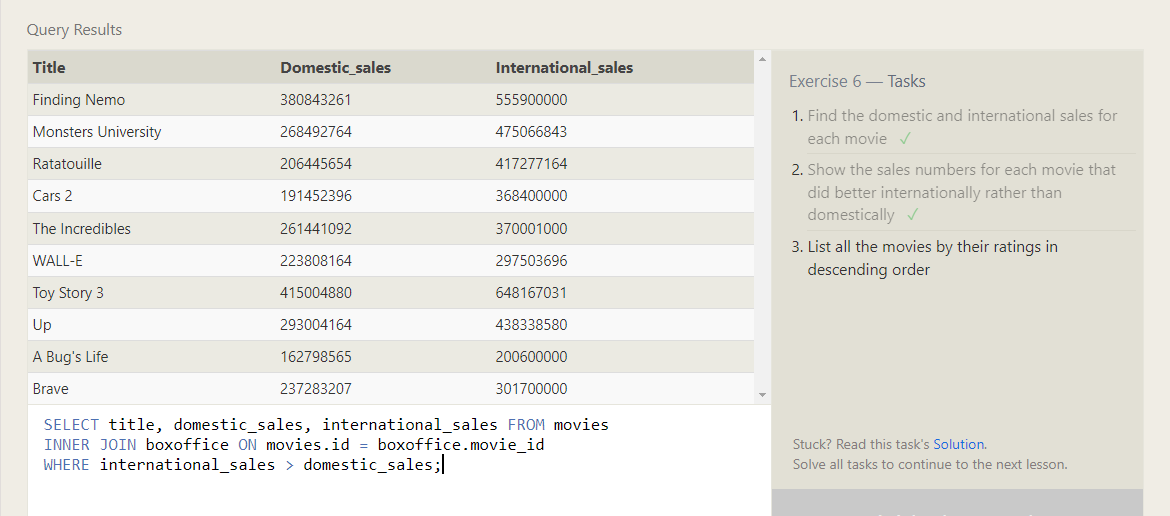 Query Results
Title Domestic_sales International_sales
Finding Nemo 380843261 555900000
Monsters University 268492764 475066843
Ratatouille 206445654 417277164
Cars 2 191452396 368400000
The Incredibles 261441092 370001000
WALL-E 223808164 297503696
Toy Story 3 415004880 648167031
Up 293004164 438338580
A Bug's Life 162798565 200600000
Brave 237283207 301700000
SELECT title, domestic_sales, international_sales FROM movies
INNER JOIN boxoffice ON movies.id = boxoffice.movie_id
WHERE international_sales > domestic_sales;
Exercise 6 — Tasks
1. Find the domestic and international sales for
each movie ✓
2. Show the sales numbers for each movie that
did better internationally rather than
domestically ✓
3. List all the movies by their ratings in
descending order
Stuck? Read this task's Solution.
Solve all tasks to continue to the next lesson.